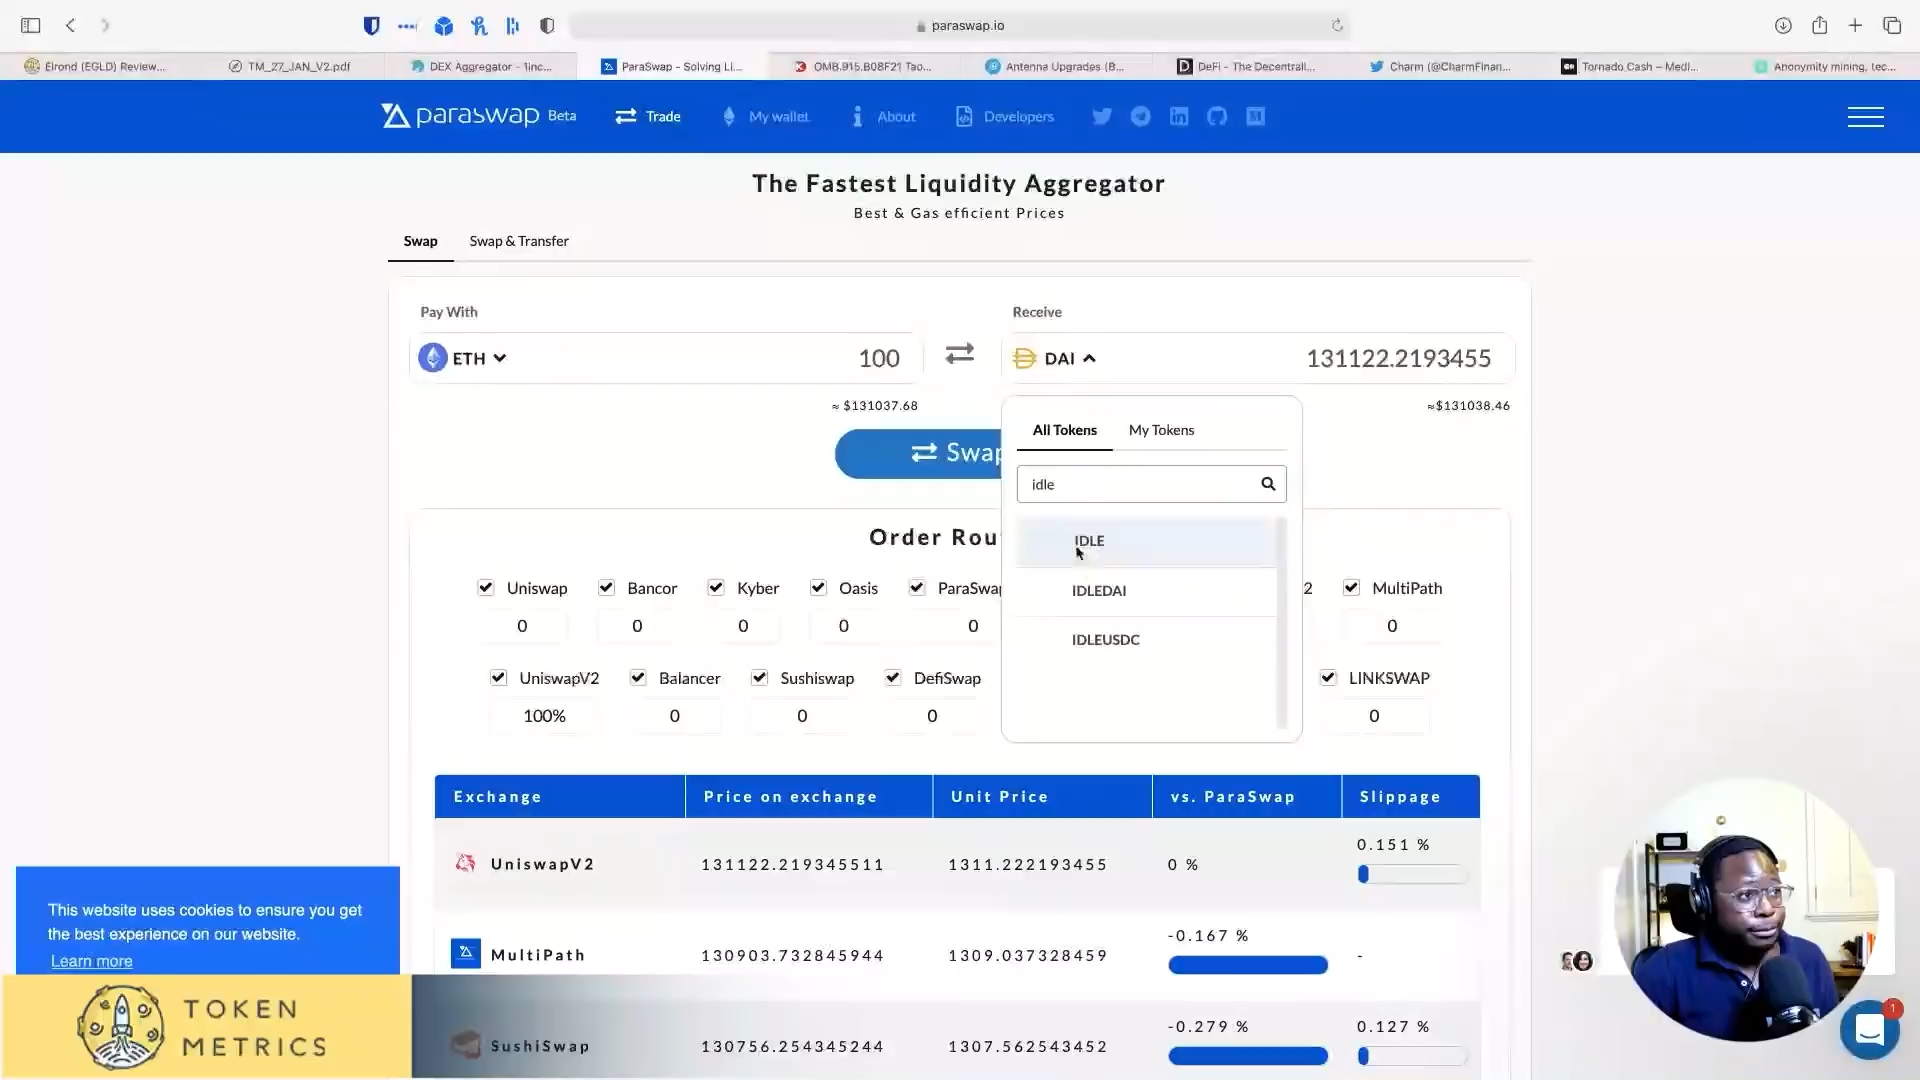 paraswap.io
Elrond (EGLD) Review...
TM_27_JAN_V2.pdf
DEX Aggregator - 1inc...
ParaSwap - Solving Li...
OMB.915.B08F21 Tao...
Antenna Upgrades (B...
DeFi - The Decentrali...
Charm (@CharmFinan...
Tornado Cash – Medi...
Anonymity mining, tec...
paraswap Beta
Trade
My wallet
About
Developers
The Fastest Liquidity Aggregator
Best & Gas efficient Prices
Swap
Swap & Transfer
Pay With
Receive
ETH
100
DAI
131122.2193455
≈ $131037.68
≈$131038.46
Swap
All Tokens
My Tokens
idle
IDLE
IDLEDAI
IDLEUSDC
Order Rou
Uniswap
Bancor
Kyber
Oasis
ParaSwap
2
MultiPath
0
0
0
0
0
0
UniswapV2
Balancer
Sushiswap
DefiSwap
LINKSWAP
100%
0
0
0
0
Exchange
Price on exchange
Unit Price
vs. ParaSwap
Slippage
UniswapV2
131122.219345511
1311.222193455
0 %
0.151 %
MultiPath
130903.732845944
1309.037328459
-0.167 %
-
SushiSwap
130756.254345244
1307.562543452
-0.279 %
0.127 %
This website uses cookies to ensure you get
the best experience on our website.
Learn more
TOKEN
METRICS
1